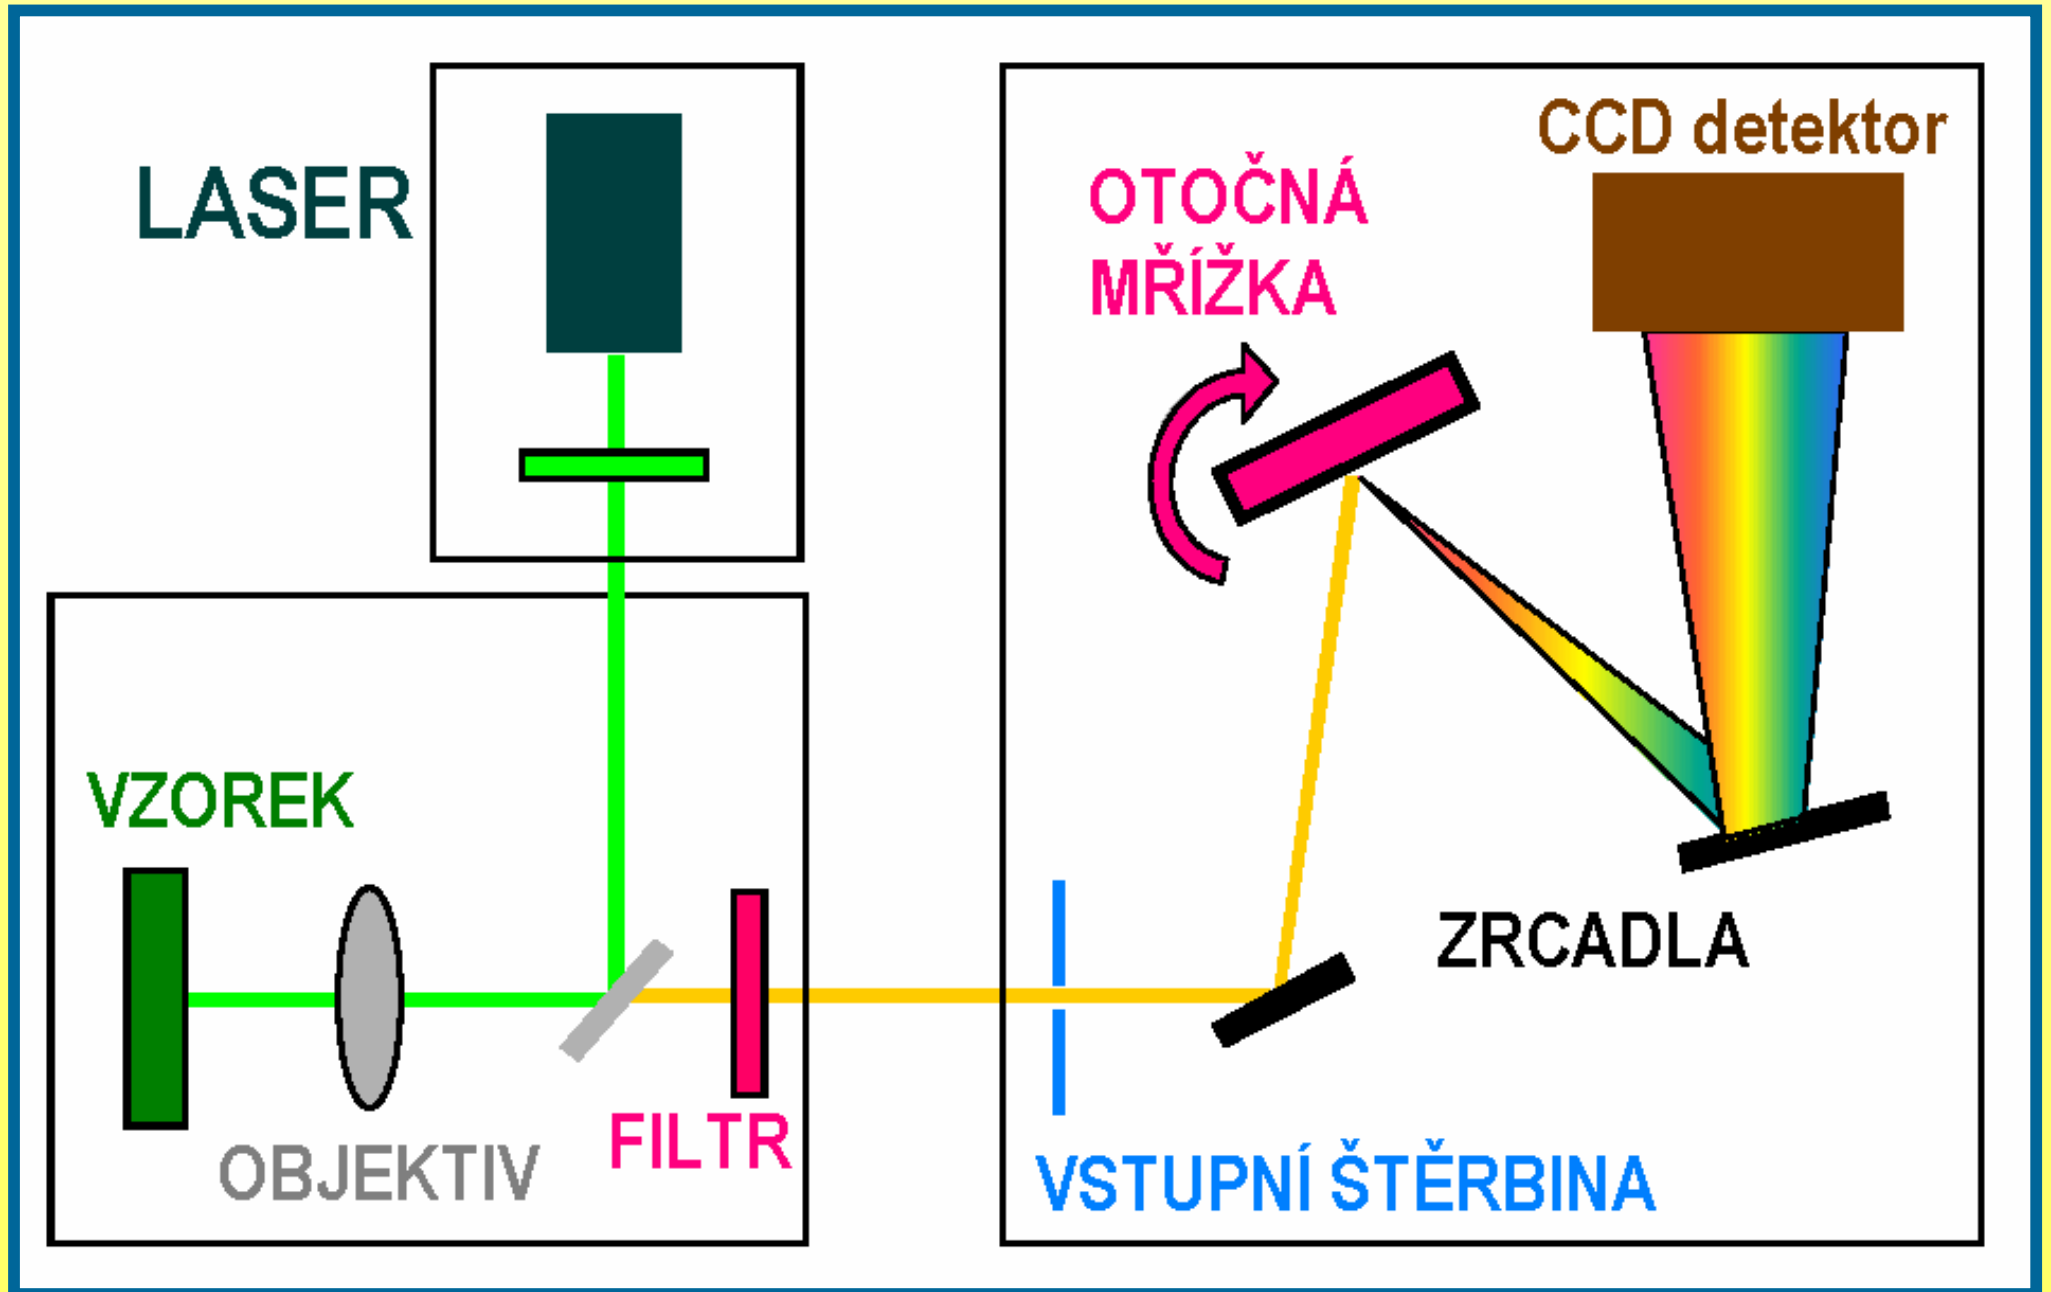 LASER
CCD detektor
OTOČNÁ
MŘÍŽKA
VZOREK
ZRCADLA
FILTR
OBJEKTIV
VSTUPNÍ ŠTĚRBINA